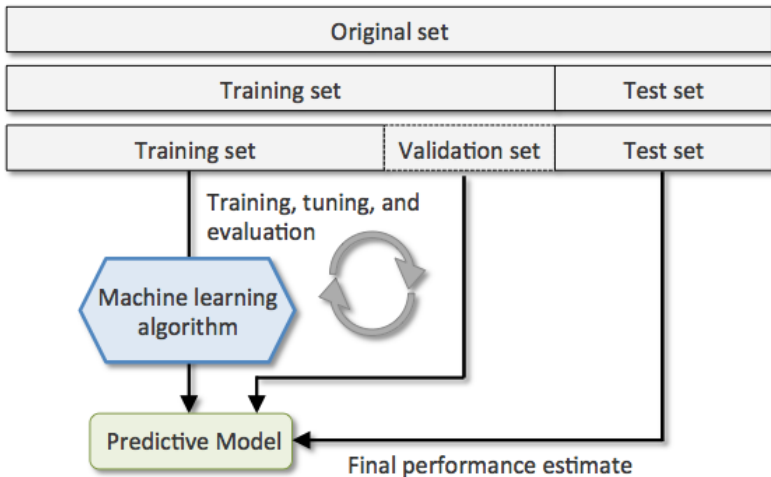 Original set
Training set Test set
Training set Validation set Test set
Training, tuning, and
evaluation
Machine learning
algorithm
Predictive Model
Final performance estimate